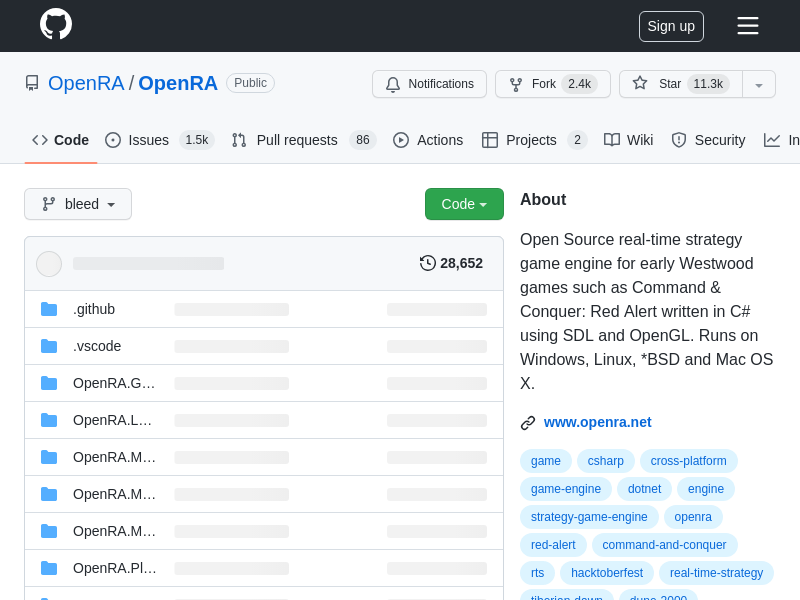 Sign up
OpenRA / OpenRA Public
Notifications Fork 2.4k Star 11.3k
Code Issues 1.5k Pull requests 86 Actions Projects 2 Wiki Security In
bleed Code
28,652
.github
.vscode
OpenRA.G…
OpenRA.L…
OpenRA.M…
OpenRA.M…
OpenRA.M…
OpenRA.Pl…
About
Open Source real-time strategy
game engine for early Westwood
games such as Command &
Conquer: Red Alert written in C#
using SDL and OpenGL. Runs on
Windows, Linux, *BSD and Mac OS
X.
www.openra.net
game csharp cross-platform
game-engine dotnet engine
strategy-game-engine openra
red-alert command-and-conquer
rts hacktoberfest real-time-strategy
tiberian-dawn dune-2000